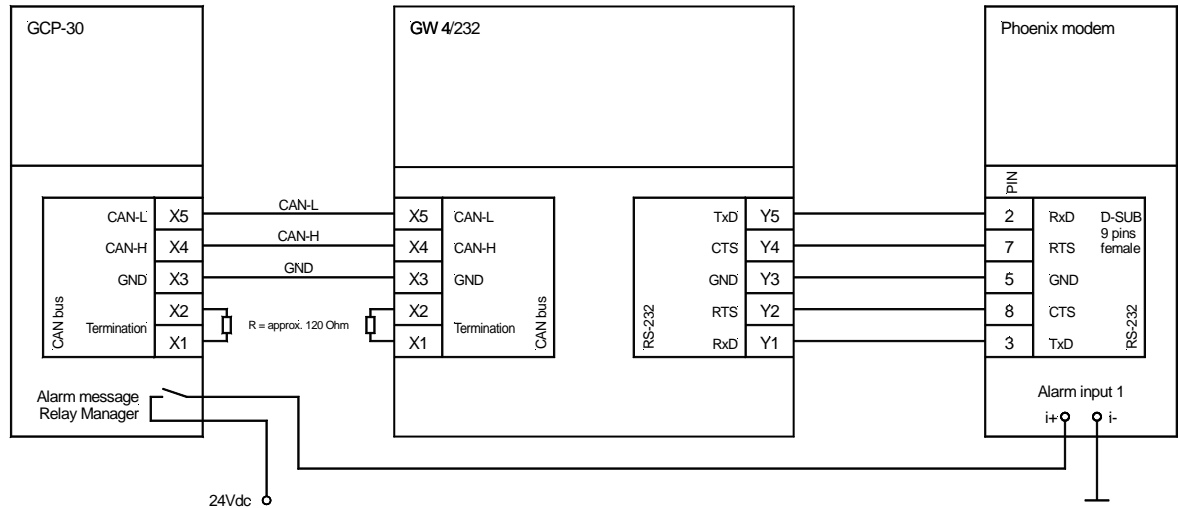 GCP-30
GW 4/232
Phoenix modem
PIN
CAN-L X5 CAN-L X5 CAN-L TxD Y5 2 RxD D-SUB
9 pins
female
CAN-H X4 CAN-H X4 CAN-H CTS Y4 7 RTS
GND X3 GND X3 GND GND Y3 5 GND
X2 X2 RTS Y2 8 CTS
Termination R = approx. 120 Ohm Termination
X1 X1 RxD Y1 3 TxD
CAN bus
CAN bus
RS-232
RS-232
Alarm message
Relay Manager
Alarm input 1
i+ i-
24Vdc